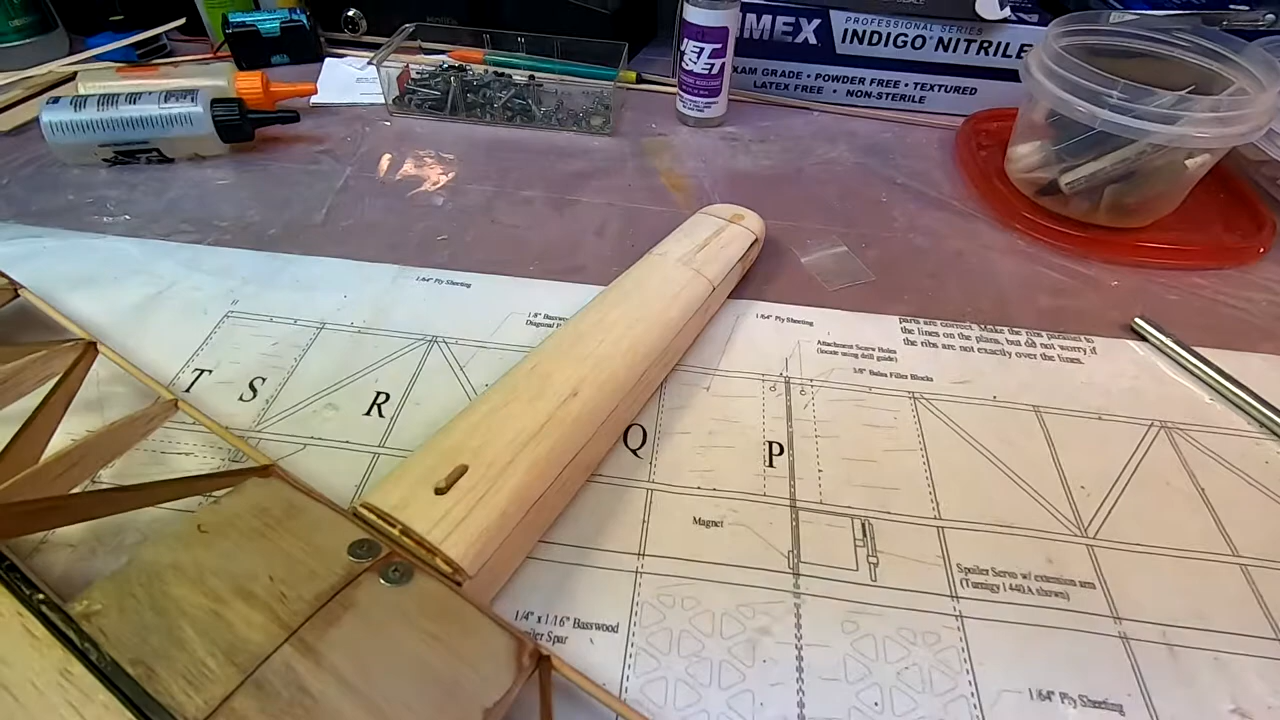 JET
SET
IMEX
PROFESSIONAL SERIES
INDIGO NITRILE
EXAM GRADE • POWDER FREE • TEXTURED
LATEX FREE • NON-STERILE
1/64" Ply Sheeting
1/8" Bassw
Diagonal
1/64" Ply Sheeting
parts are correct. Make the ribs parallel to
the lines on the plans, but do not worry if
the ribs are not exactly over the lines.
Attachment Screw Holes
(locate using drill guide)
3/8" Balsa Filler Blocks
T
S
R
Q
P
Magnet
Spoiler Servo w/ extension arm
(Turnigy 1440A shown)
1/4" x 1/16" Basswood
iler Spar
1/64" Ply Sheeting